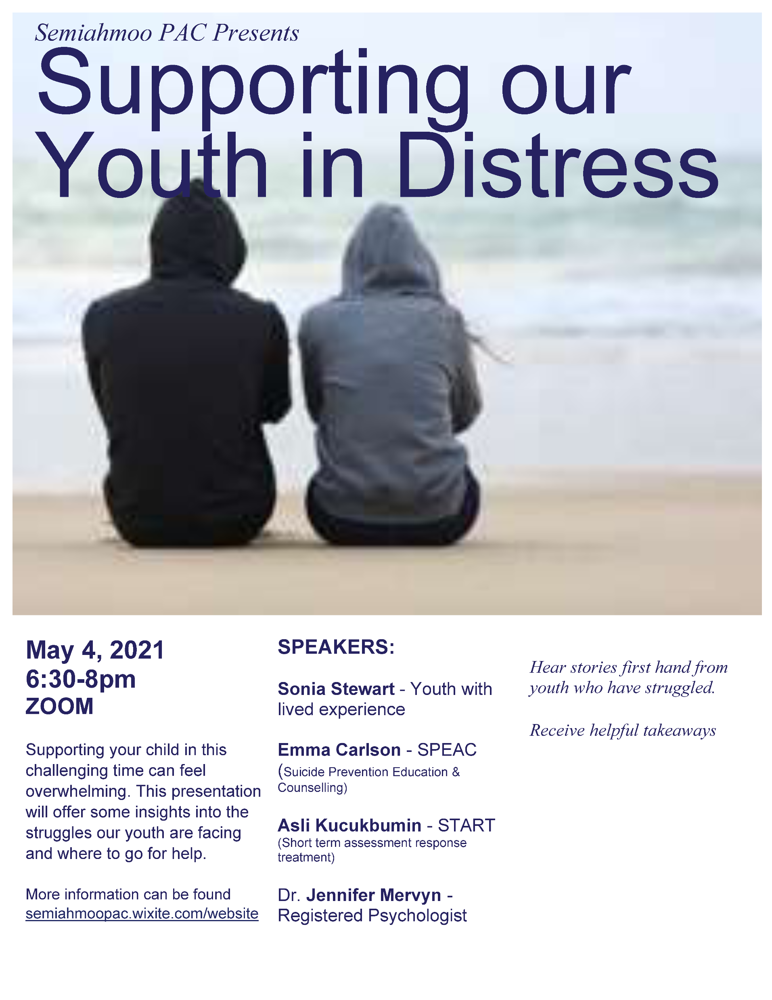 Semiahmoo PAC Presents
Supporting our
Youth in Distress
May 4, 2021
6:30-8pm
ZOOM
Supporting your child in this
challenging time can feel
overwhelming. This presentation
will offer some insights into the
struggles our youth are facing
and where to go for help.
More information can be found
semiahmoopac.wixite.com/website
SPEAKERS:
Sonia Stewart - Youth with
lived experience
Emma Carlson - SPEAC
(Suicide Prevention Education &
Counselling)
Asli Kucukbumin - START
(Short term assessment response
treatment)
Dr. Jennifer Mervyn -
Registered Psychologist
Hear stories first hand from
youth who have struggled.
Receive helpful takeaways